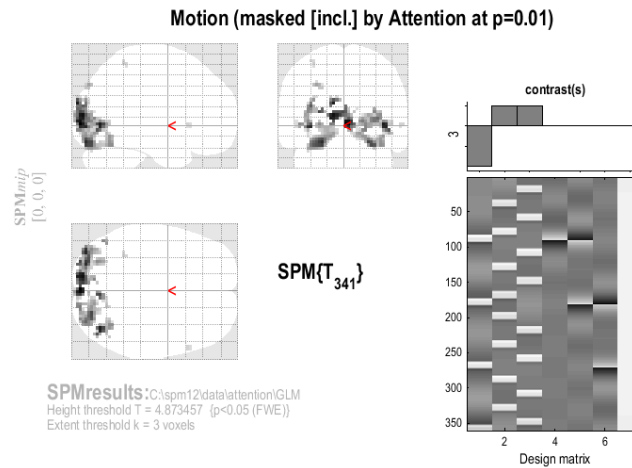 Motion (masked [incl.] by Attention at p=0.01)
contrast(s)
3
SPMmip
[0, 0, 0]
<
<
<
SPM{T341}
50
100
150
200
250
300
350
2 4 6
Design matrix
SPMresults: C:\spm12\data\attention\GLM
Height threshold T = 4.873457 {p<0.05 (FWE)}
Extent threshold k = 3 voxels